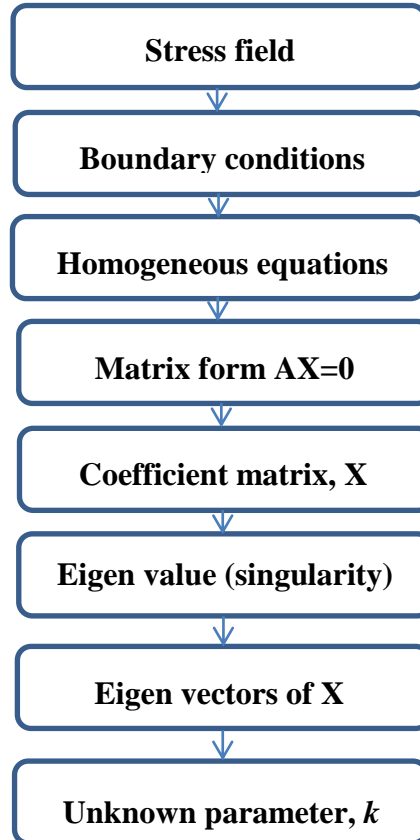 Stress field
Boundary conditions
Homogeneous equations
Matrix form AX=0
Coefficient matrix, X
Eigen value (singularity)
Eigen vectors of X
Unknown parameter, k